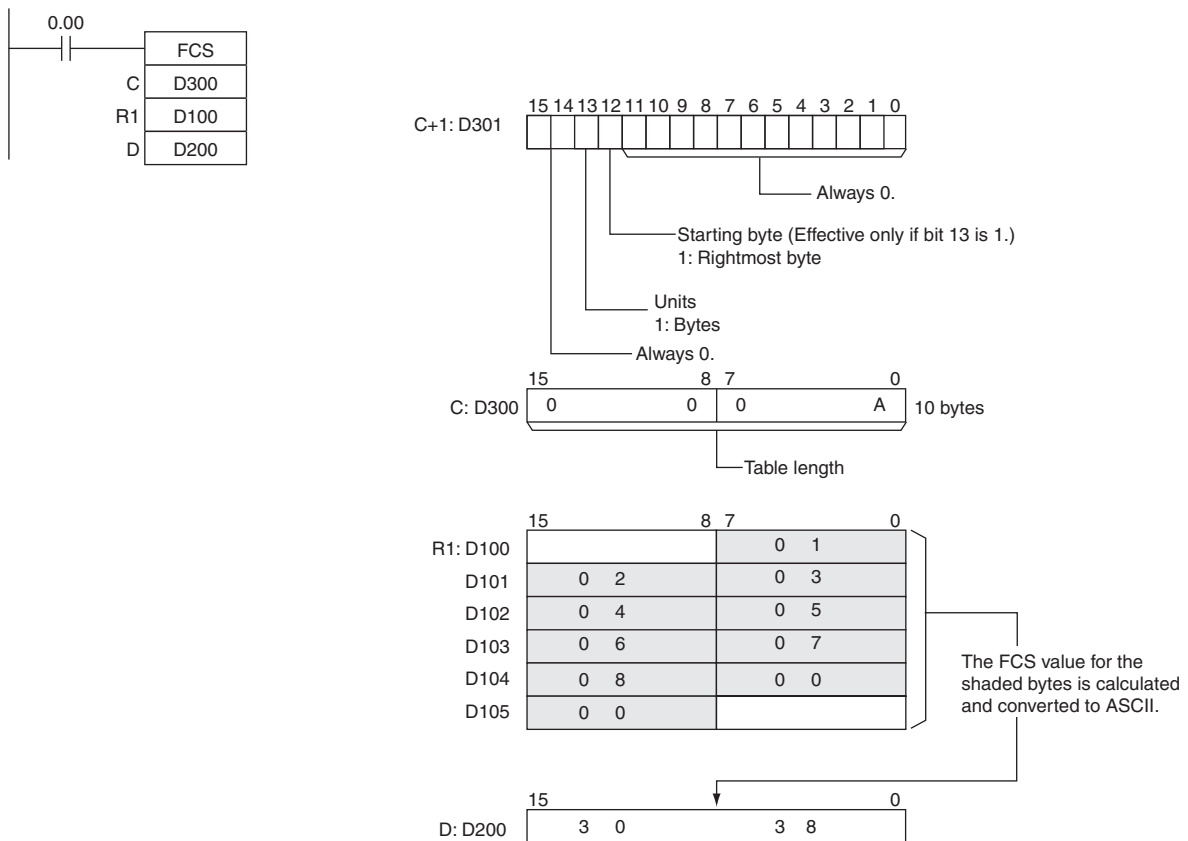 0.00
FCS
C D300
R1 D100
D D200
15 14 13 12 11 10 9 8 7 6 5 4 3 2 1 0
C+1: D301
Always 0.
Starting byte (Effective only if bit 13 is 1.)
1: Rightmost byte
Units
1: Bytes
Always 0.
15 8 7 0
C: D300 0 0 0 A 10 bytes
Table length
15 8 7 0
R1: D100 0 1
D101 0 2 0 3
D102 0 4 0 5
D103 0 6 0 7
D104 0 8 0 0
D105 0 0
The FCS value for the
shaded bytes is calculated
and converted to ASCII.
15 0
D: D200 3 0 3 8